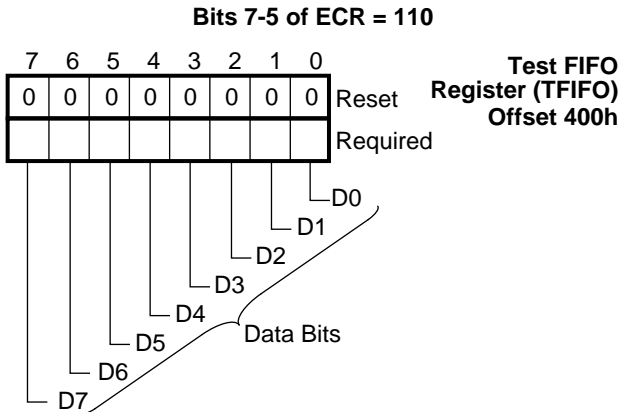 Bits 7-5 of ECR = 110
7 6 5 4 3 2 1 0
Test FIFO
Register (TFIFO)
Offset 400h
0 0 0 0 0 0 0 0 Reset
Required
D0
D1
D2
D3
D4
D5
D6
D7
Data Bits